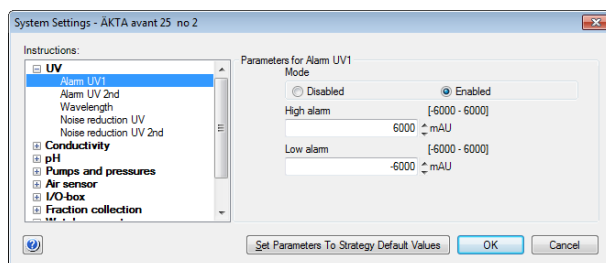 System Settings - ÄKTA avant 25 no 2
Instructions:
UV
Alarm UV1
Alarm UV 2nd
Wavelength
Noise reduction UV
Noise reduction UV 2nd
Conductivity
pH
Pumps and pressures
Air sensor
I/O-box
Fraction collection
Parameters for Alarm UV1
Mode
Disabled Enabled
High alarm [-6000 - 6000]
6000 mAU
Low alarm [-6000 - 6000]
-6000 mAU
Set Parameters To Strategy Default Values OK Cancel